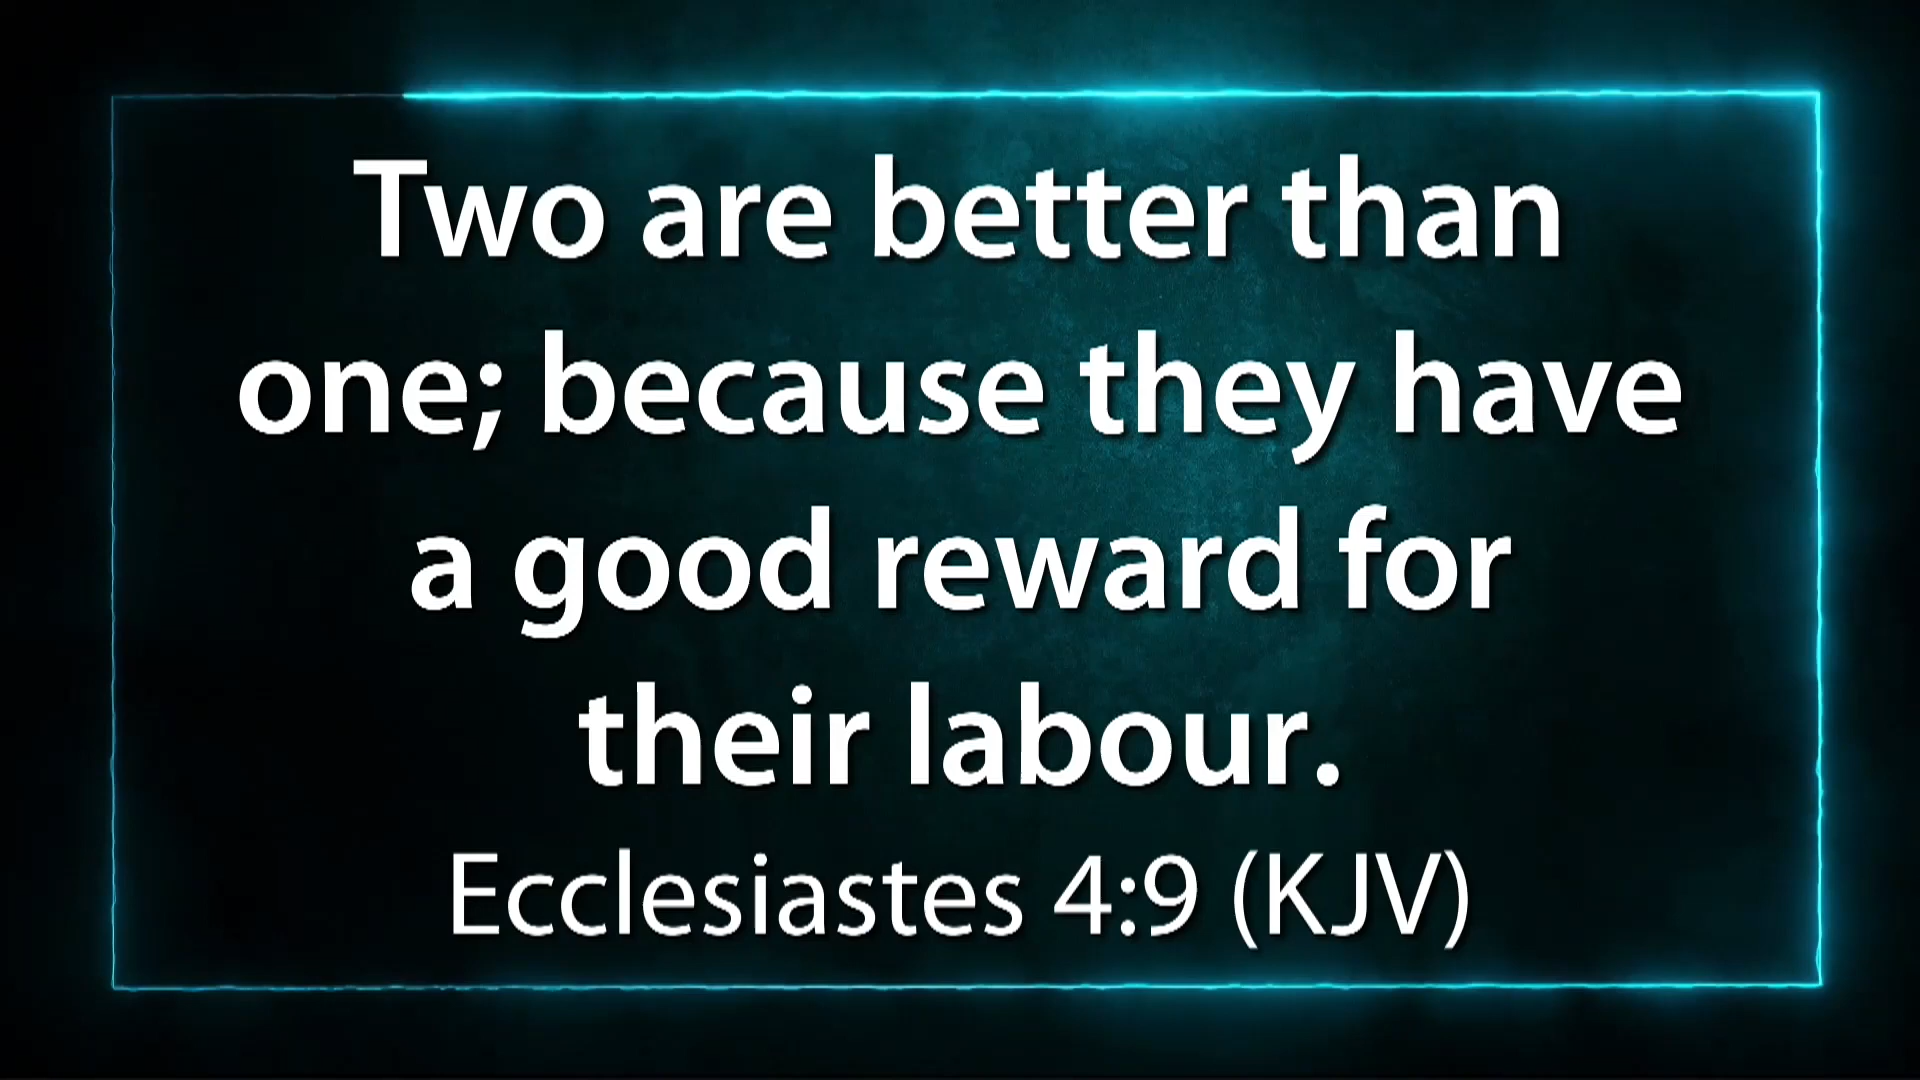 Two are better than
one; because they have
a good reward for
their labour.
Ecclesiastes 4:9 (KJV)